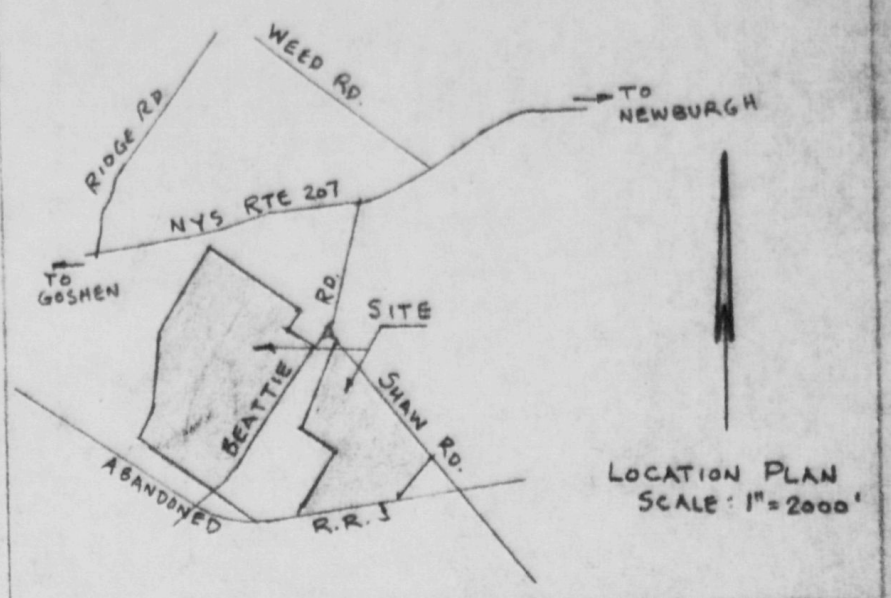 WEED RD.
RIDGE RD
TO
NEWBURGH
NYS RTE 207
TO
GOSHEN
BEATTIE RD.
SITE
SHAW RD.
ABANDONED R.R.S
LOCATION PLAN
SCALE: 1"=2000'